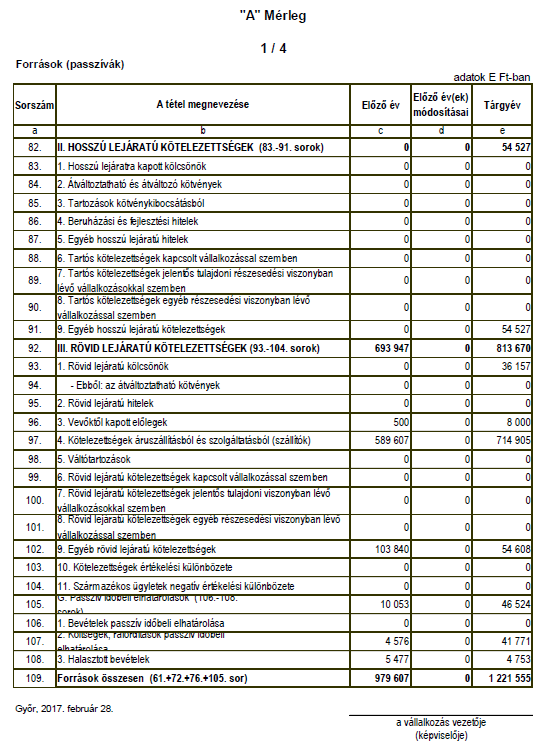 "A" Mérleg
1 / 4
Források (passzívák)
adatok E Ft-ban
Sorszám A tétel megnevezése Előző év Előző év(ek) módosításai Tárgyév
a b c d e
82. II. HOSSZÚ LEJÁRATÚ KÖTELEZETTSÉGEK (83.-91. sorok) 0 0 54 527
83. 1. Hosszú lejáratra kapott kölcsönök 0 0 0
84. 2. Átváltoztatható és átváltozó kötvények 0 0 0
85. 3. Tartozások kötvénykibocsátásból 0 0 0
86. 4. Beruházási és fejlesztési hitelek 0 0 0
87. 5. Egyéb hosszú lejáratú hitelek 0 0 0
88. 6. Tartós kötelezettségek kapcsolt vállalkozással szemben 0 0 0
89. 7. Tartós kötelezettségek jelentős tulajdoni részesedési viszonyban
lévő vállalkozásokkal szemben 0 0 0
90. 8. Tartós kötelezettségek egyéb részesedési viszonyban lévő
vállalkozással szemben 0 0 0
91. 9. Egyéb hosszú lejáratú kötelezettségek 0 0 54 527
92. III. RÖVID LEJÁRATÚ KÖTELEZETTSÉGEK (93.-104. sorok) 693 947 0 813 670
93. 1. Rövid lejáratú kölcsönök 0 0 36 157
94. - Ebből: az átváltoztatható kötvények 0 0 0
95. 2. Rövid lejáratú hitelek 0 0 0
96. 3. Vevőktől kapott előlegek 500 0 8 000
97. 4. Kötelezettségek áruszállításból és szolgáltatásból (szállítók) 589 607 0 714 905
98. 5. Váltótartozások 0 0 0
99. 6. Rövid lejáratú kötelezettségek kapcsolt vállalkozással szemben 0 0 0
100. 7. Rövid lejáratú kötelezettségek jelentős tulajdoni viszonyban lévő
vállalkozásokkal szemben 0 0 0
101. 8. Rövid lejáratú kötelezettségek egyéb részesedési viszonyban lévő
vállalkozással szemben 0 0 0
102. 9. Egyéb rövid lejáratú kötelezettségek 103 840 0 54 608
103. 10. Kötelezettségek értékelési különbözete 0 0 0
104. 11. Származékos ügyletek negatív értékelési különbözete 0 0 0
105. G. Passzív időbeli elhatárolások (106.-108.
sorok) 10 053 0 46 524
106. 1. Bevételek passzív időbeli elhatárolása 0 0 0
107. 2. Költségek, ráfordítások passzív időbeli
elhatárolása 4 576 0 41 771
108. 3. Halasztott bevételek 5 477 0 4 753
109. Források összesen (61.+72.+76.+105. sor) 979 607 0 1 221 555
Győr, 2017. február 28.
a vállalkozás vezetője
(képviselője)